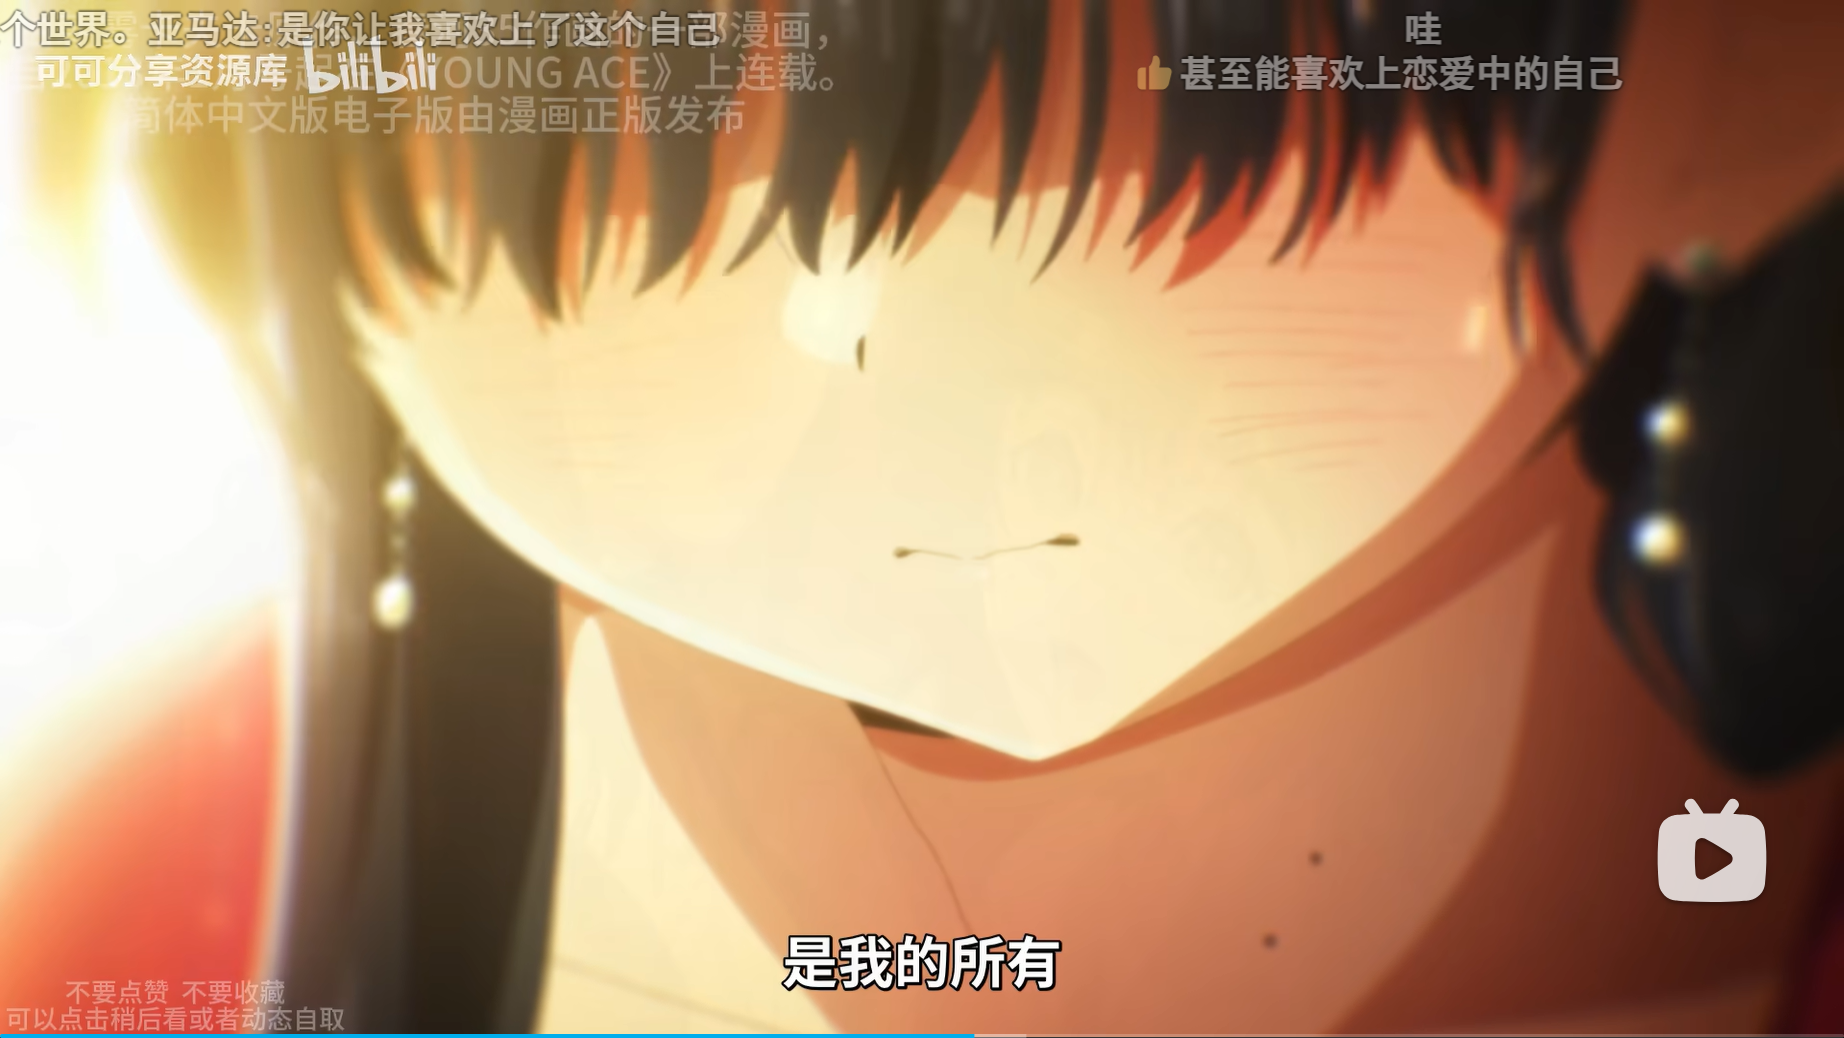 个世界。亚马达:是你让我喜欢上了这个自己
部漫画，
哇
可可分享资源库 bilibili
YOUNG ACE》上连载。
👍甚至能喜欢上恋爱中的自己
简体中文版电子版由漫画正版发布
是我的所有
不要点赞 不要收藏
可以点击稍后看或者动态自取